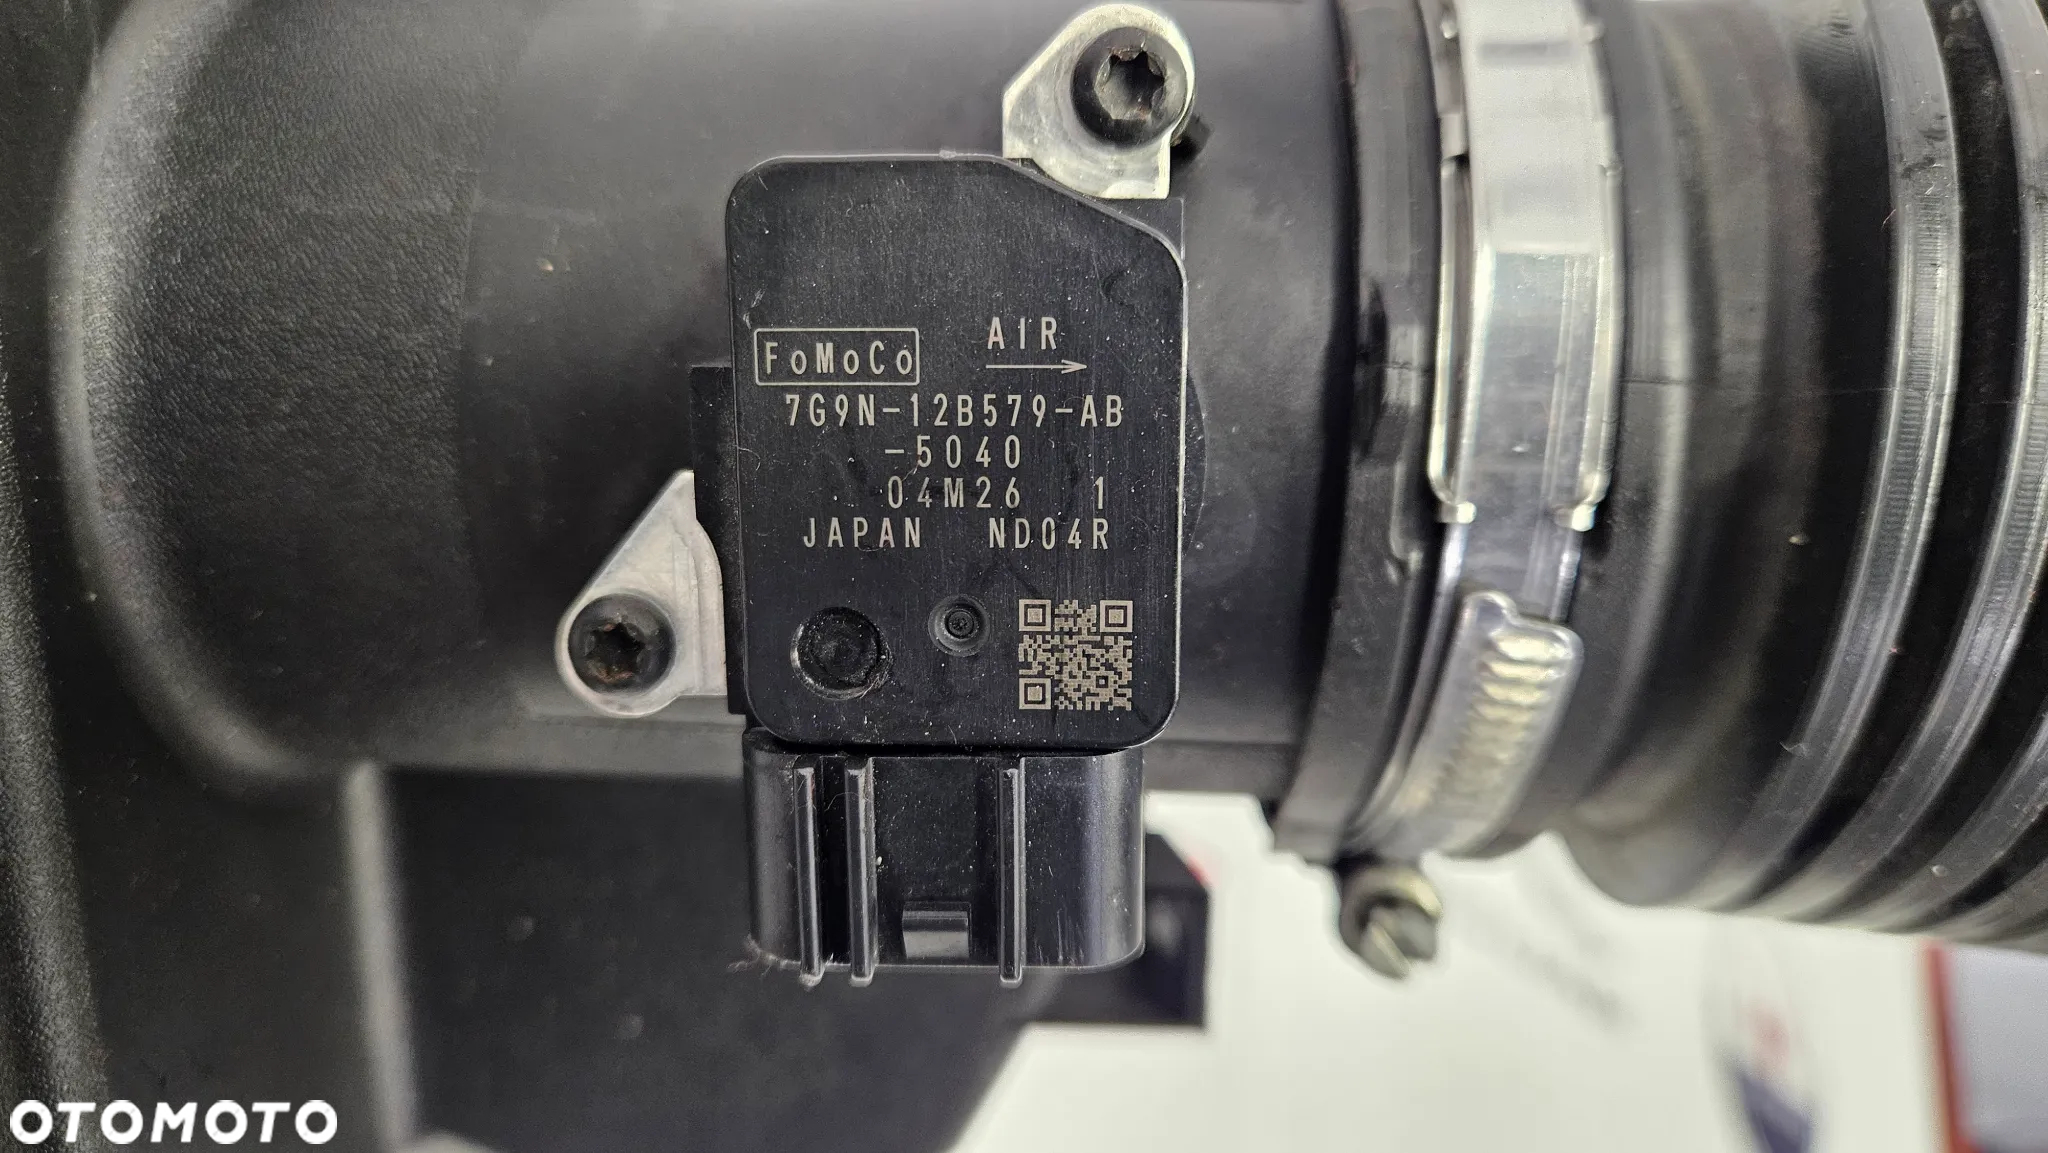 AIR
FoMoCo
7G9N-12B579-AB
-5040
04M26 1
JAPAN ND04R
OTOMOTO